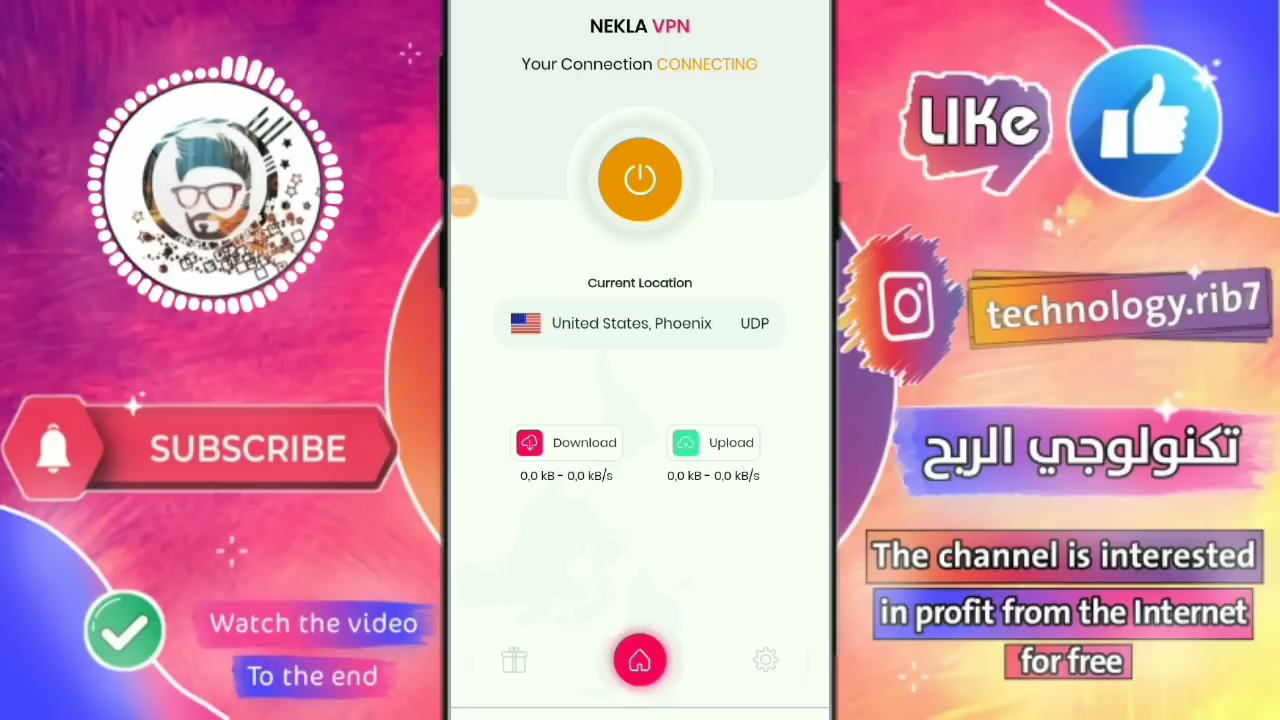 SUBSCRIBE
Watch the video
To the end
NEKLA VPN
Your Connection CONNECTING
Current Location
United States, Phoenix UDP
Download Upload
0,0 kB - 0,0 kB/s 0,0 kB - 0,0 kB/s
LIKe
technology.rib7
تكنولوجي الربح
The channel is interested
in profit from the Internet
for free